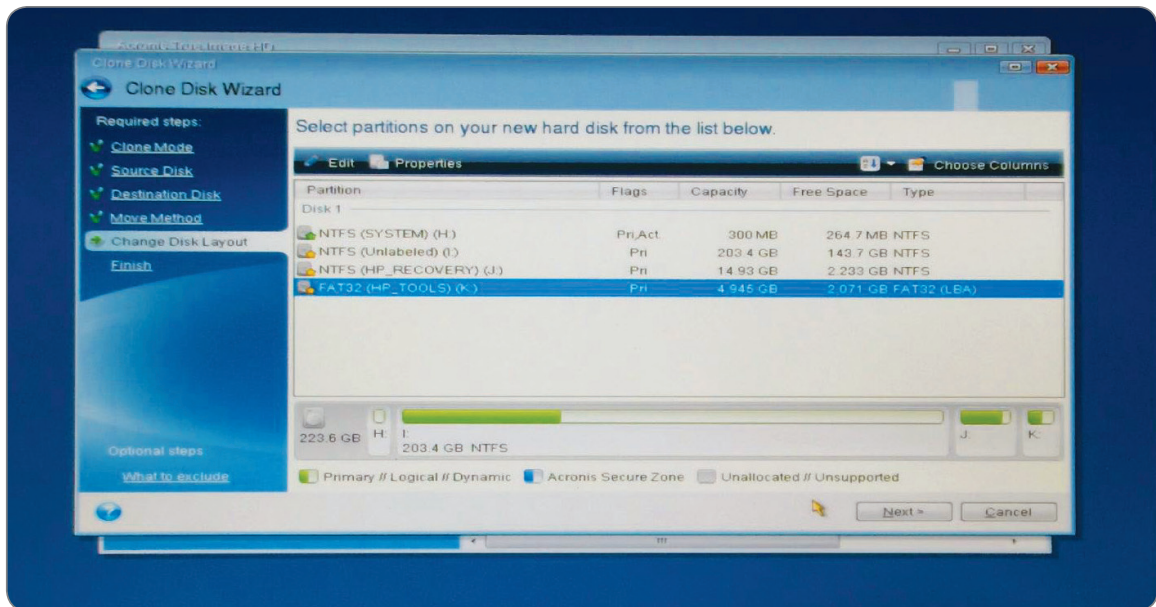 Clone Disk Wizard
Clone Disk Wizard
Required steps:
Clone Mode
Source Disk
Destination Disk
Move Method
Change Disk Layout
Finish
Optional steps
What to exclude
Select partitions on your new hard disk from the list below.
Edit Properties Choose Columns
Partition Flags Capacity Free Space Type
Disk 1
NTFS (SYSTEM) (H:) Pri,Act 300 MB 264.7 MB NTFS
NTFS (Unlabeled) (I:) Pri 203.4 GB 143.7 GB NTFS
NTFS (HP_RECOVERY) (J:) Pri 14.93 GB 2.233 GB NTFS
FAT32 (HP_TOOLS) (K:) Pri 4.945 GB 2.071 GB FAT32 (LBA)
223.6 GB H: I: J: K:
203.4 GB NTFS
Primary // Logical // Dynamic Acronis Secure Zone Unallocated // Unsupported
Next > Cancel